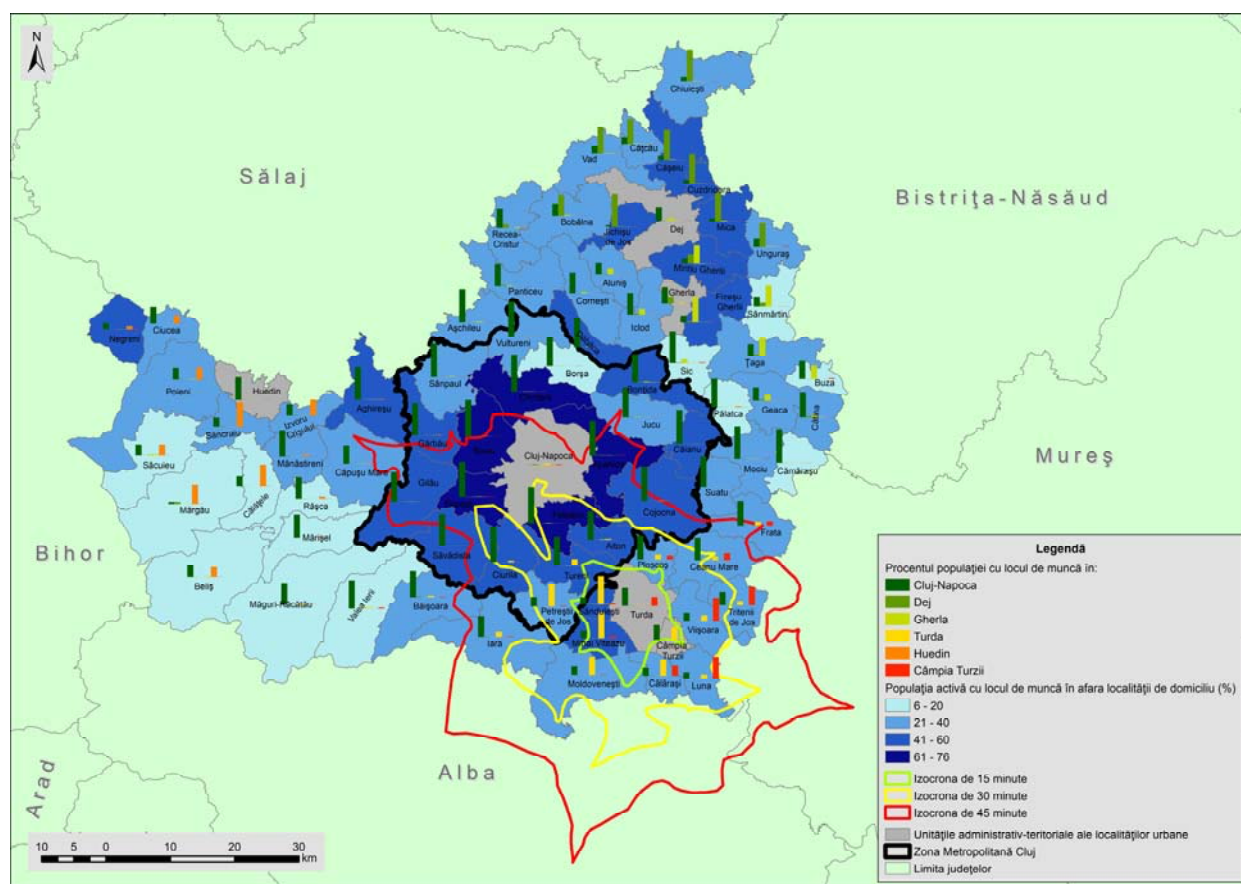 N
Sălaj
Bistriţa-Năsăud
Mureş
Bihor
Arad
Alba
Chiuieşti
Câţcău
Vad
Căşeiu
Cuzdrioara
Bobâlna
Jichişu
de Jos
Dej
Mica
Recea-
Cristur
Unguraş
Mintiu Gherlii
Aluniş
Panticeu
Corneşti
Gherla
Fizeşu
Gherlii
Sânmărtin
Aşchileu
Iclod
Ciucea
Negreni
Vultureni
Dăbâca
Borşa
Sic
Ţaga
Buza
Sânpaul
Chinteni
Bonţida
Geaca
Poieni
Huedin
Aghireşu
Pălatca
Cătina
Sâncraiu
Izvoru
Crişului
Jucu
Gârbău
Căianu
Mociu
Cămăraşu
Săcuieu
Mănăstireni
Căpuşu Mare
Cluj-Napoca
Gilău
Suatu
Mărgău
Călăţele
Râşca
Cojocna
Frata
Mărişel
Săvădisla
Ciurila
Aiton
Tureni
Ploscoş
Ceanu Mare
Beliş
Măgura-Răcătău
Valea Ierii
Băişoara
Petreştii
de Jos
Sănduleşti
Turda
Viişoara
Tritenii
de Jos
Iara
Mihai Viteazu
Câmpia
Turzii
Moldoveneşti
Călăraşi
Luna
10 5 0 10 20 30
km
Legendă
Procentul populaţiei cu locul de muncă în:
Cluj-Napoca
Dej
Gherla
Turda
Huedin
Câmpia Turzii
Populaţia activă cu locul de muncă în afara localităţii de domiciliu (%)
6 - 20
21 - 40
41 - 60
61 - 76
Izocrona de 15 minute
Izocrona de 30 minute
Izocrona de 45 minute
Unităţile administrativ-teritoriale ale localităţilor urbane
Zona Metropolitană Cluj
Limita judeţelor